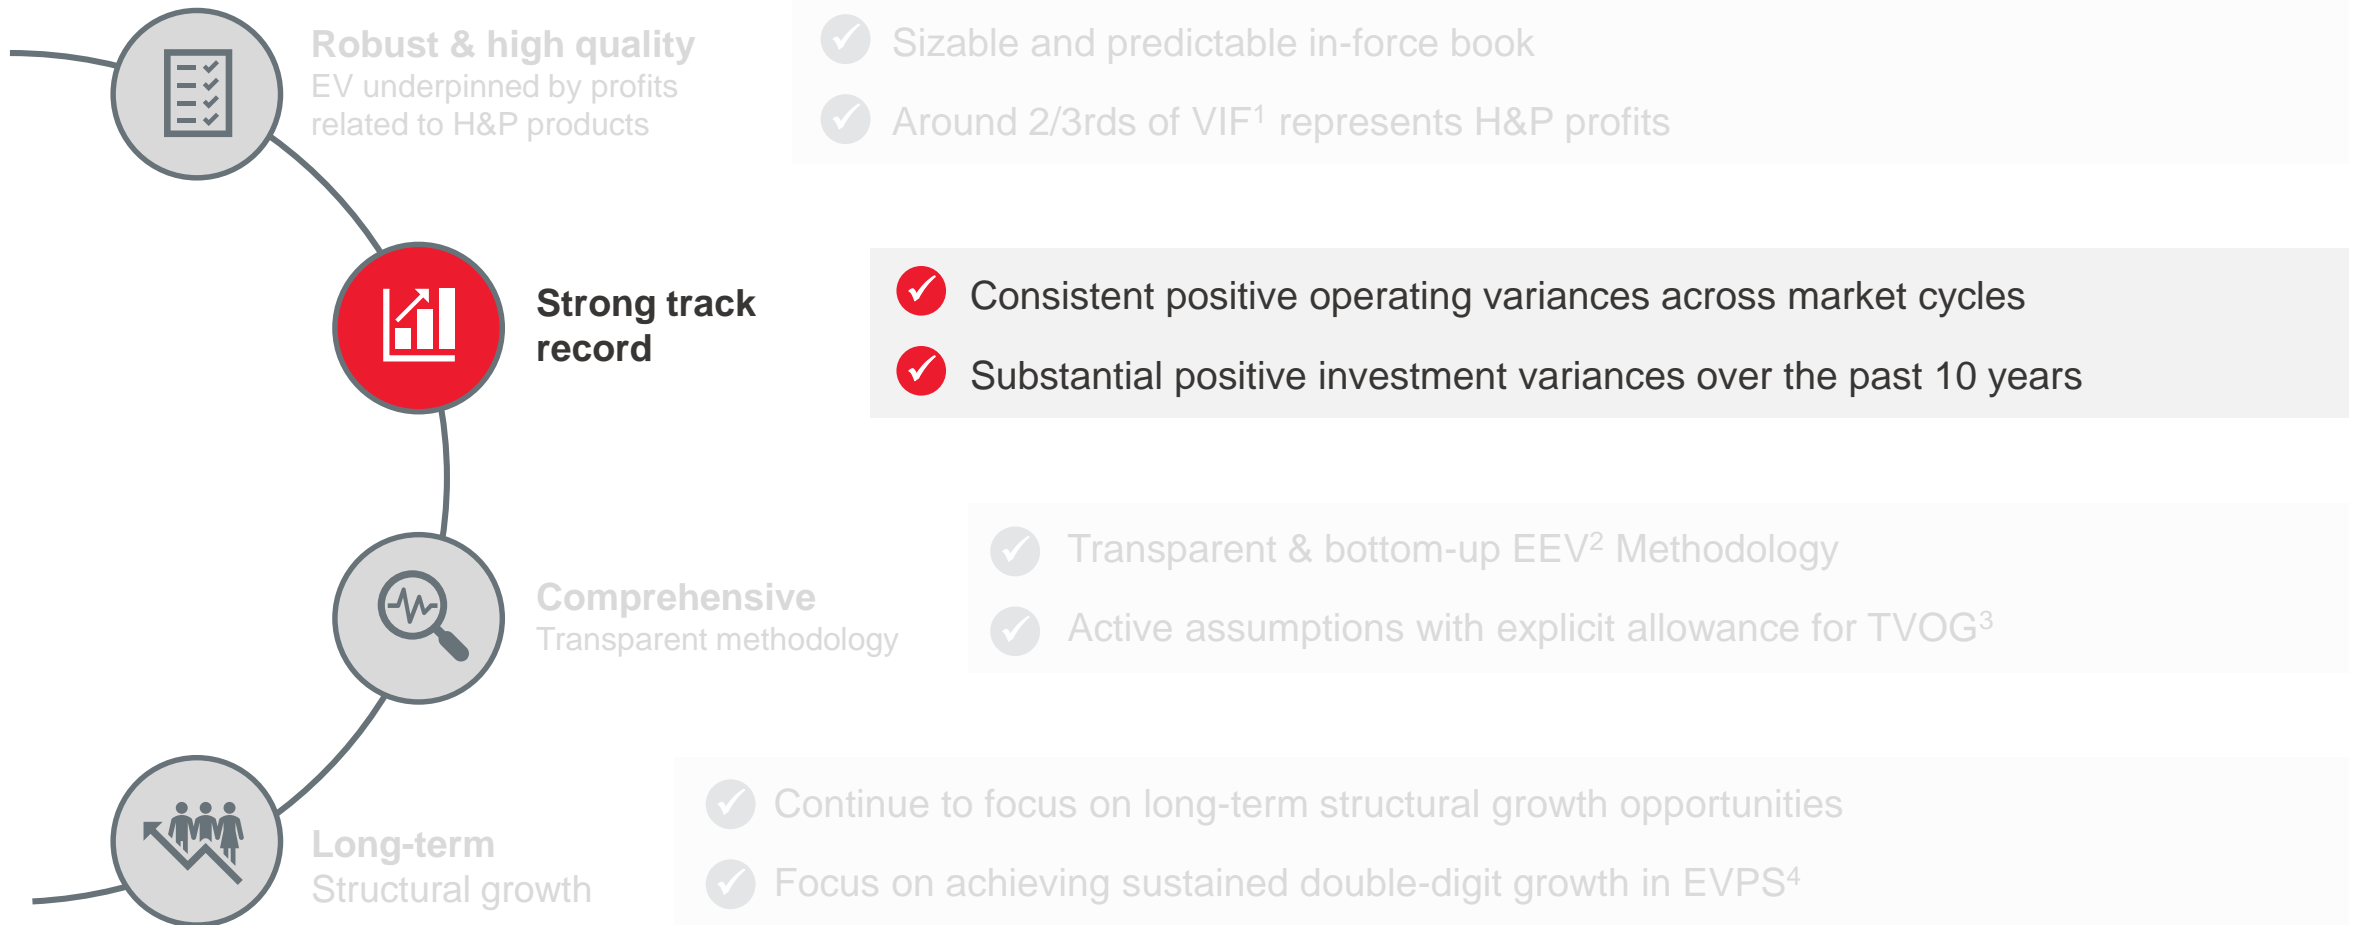 Robust & high quality
EV underpinned by profits
related to H&P products
Sizable and predictable in-force book
Around 2/3rds of VIF¹ represents H&P profits
Strong track
record
Consistent positive operating variances across market cycles
Substantial positive investment variances over the past 10 years
Comprehensive
Transparent methodology
Transparent & bottom-up EEV² Methodology
Active assumptions with explicit allowance for TVOG³
Long-term
Structural growth
Continue to focus on long-term structural growth opportunities
Focus on achieving sustained double-digit growth in EVPS⁴